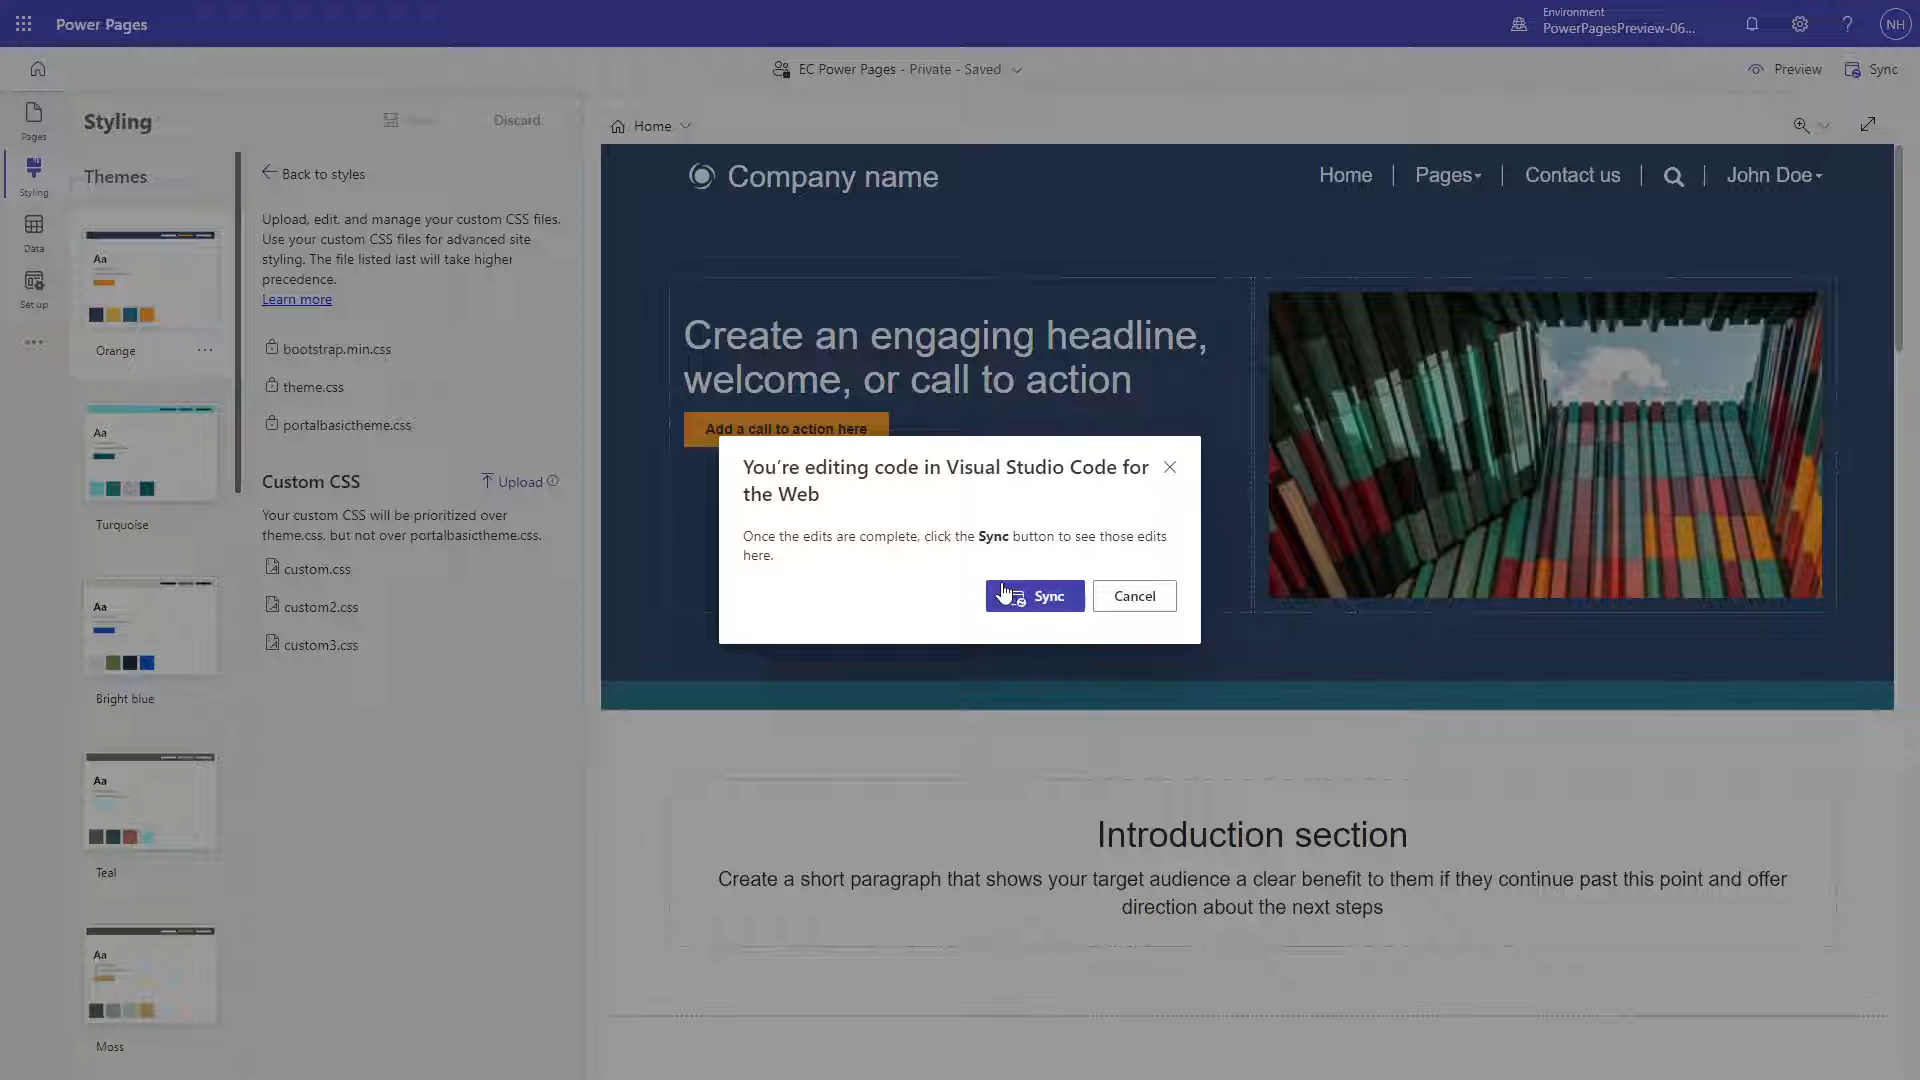 Power Pages
Environment
PowerPagesPreview-06...
NH
EC Power Pages - Private - Saved
Preview
Sync
Pages
Styling
Data
Set up
Styling
Discard
Themes
Aa
Orange
Aa
Turquoise
Aa
Bright blue
Aa
Teal
Aa
Moss
Back to styles
Upload, edit, and manage your custom CSS files.
Use your custom CSS files for advanced site
styling. The file listed last will take higher
precedence.
Learn more
bootstrap.min.css
theme.css
portalbasictheme.css
Custom CSS
Upload
Your custom CSS will be prioritized over
theme.css, but not over portalbasictheme.css.
custom.css
custom2.css
custom3.css
Home
Company name
Home
Pages
Contact us
John Doe
Create an engaging headline,
welcome, or call to action
Add a call to action here
You’re editing code in Visual Studio Code for
the Web
Once the edits are complete, click the Sync button to see those edits
here.
Sync
Cancel
Introduction section
Create a short paragraph that shows your target audience a clear benefit to them if they continue past this point and offer
direction about the next steps